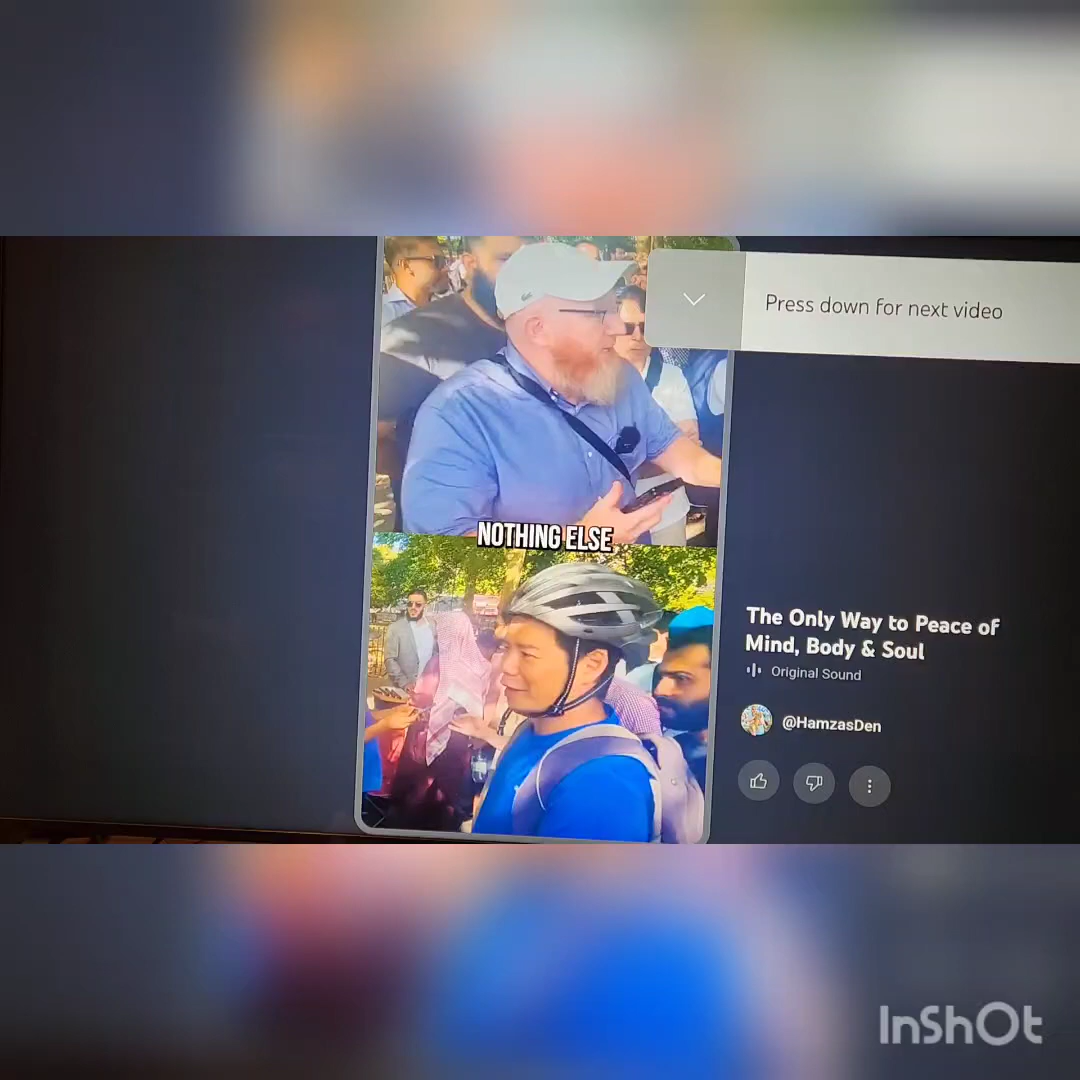 Press down for next video
NOTHING ELSE
The Only Way to Peace of
Mind, Body & Soul
Original Sound
@HamzasDen
InShOt